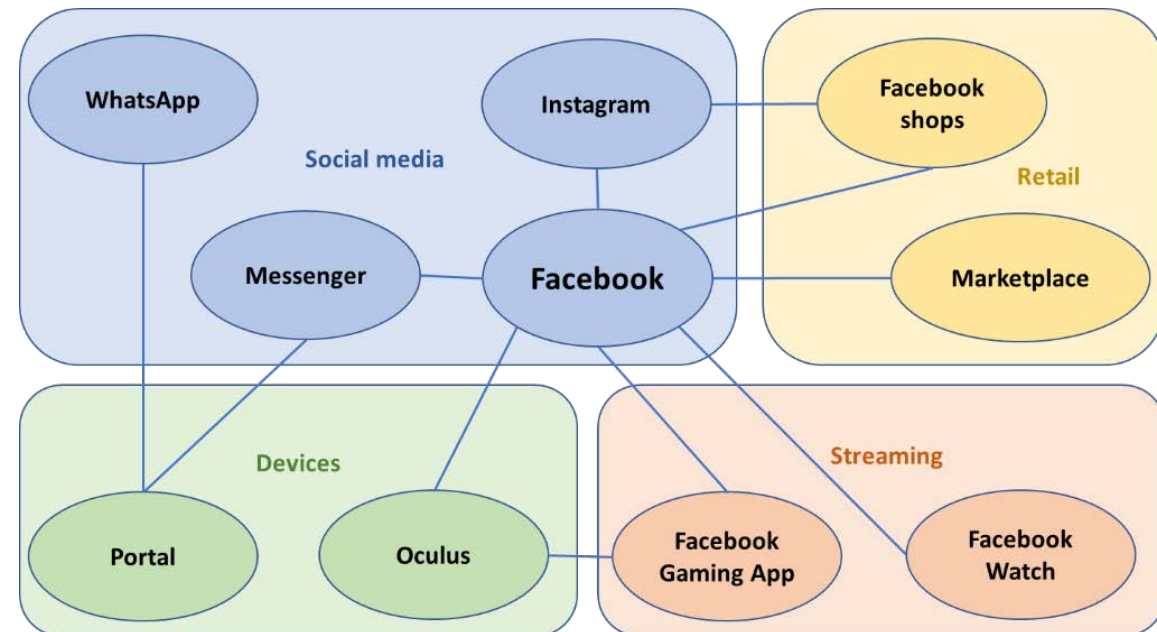 WhatsApp
Instagram
Facebook
shops
Social media
Retail
Messenger
Facebook
Marketplace
Devices
Streaming
Portal
Oculus
Facebook
Gaming App
Facebook
Watch